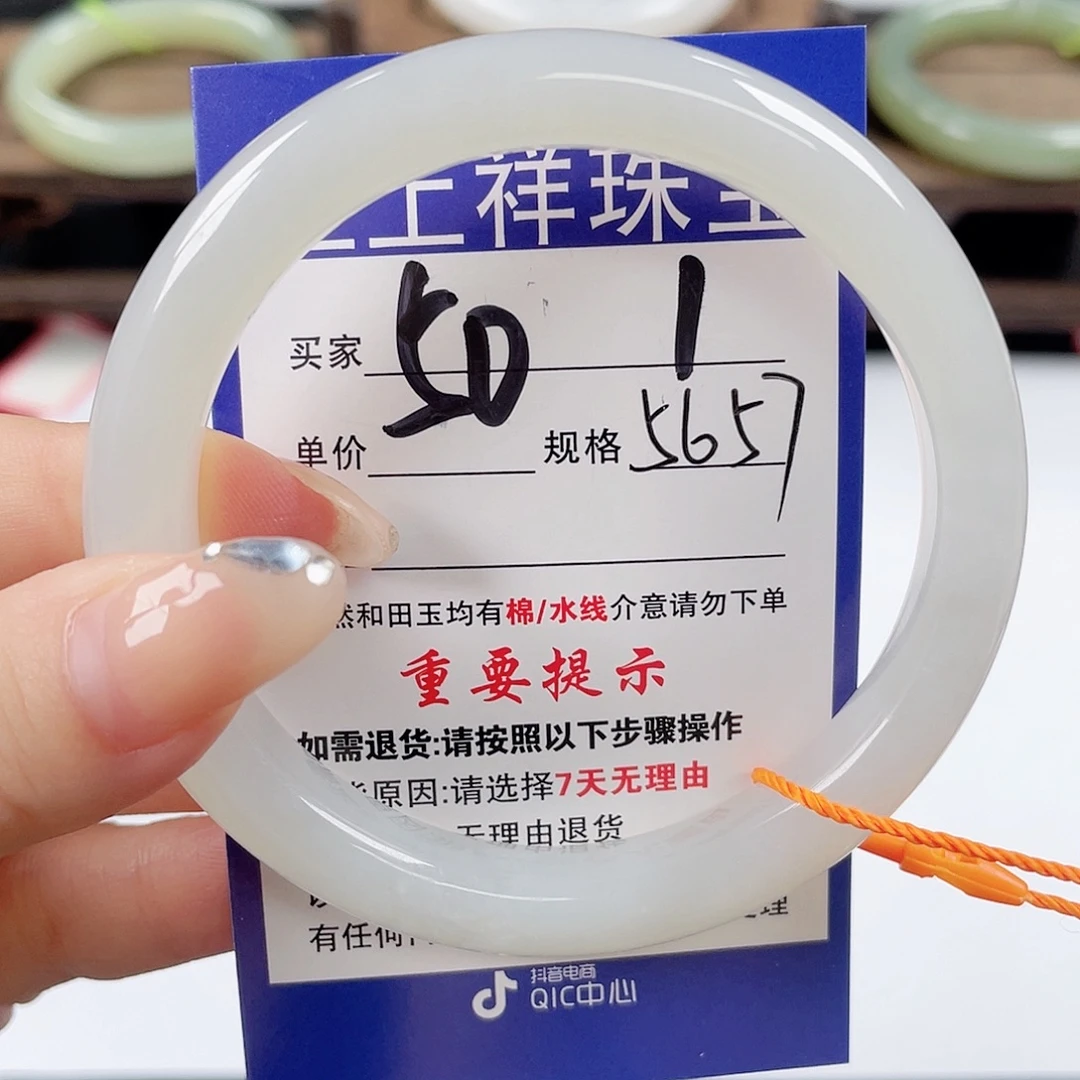 上祥珠宝
买家 50 1
单价 规格 5657
然和田玉均有棉/水线介意请勿下单
重要提示
如需退货:请按照以下步骤操作
原因:请选择7天无理由
无理由退货
有任何
理
抖音电商
QIC中心